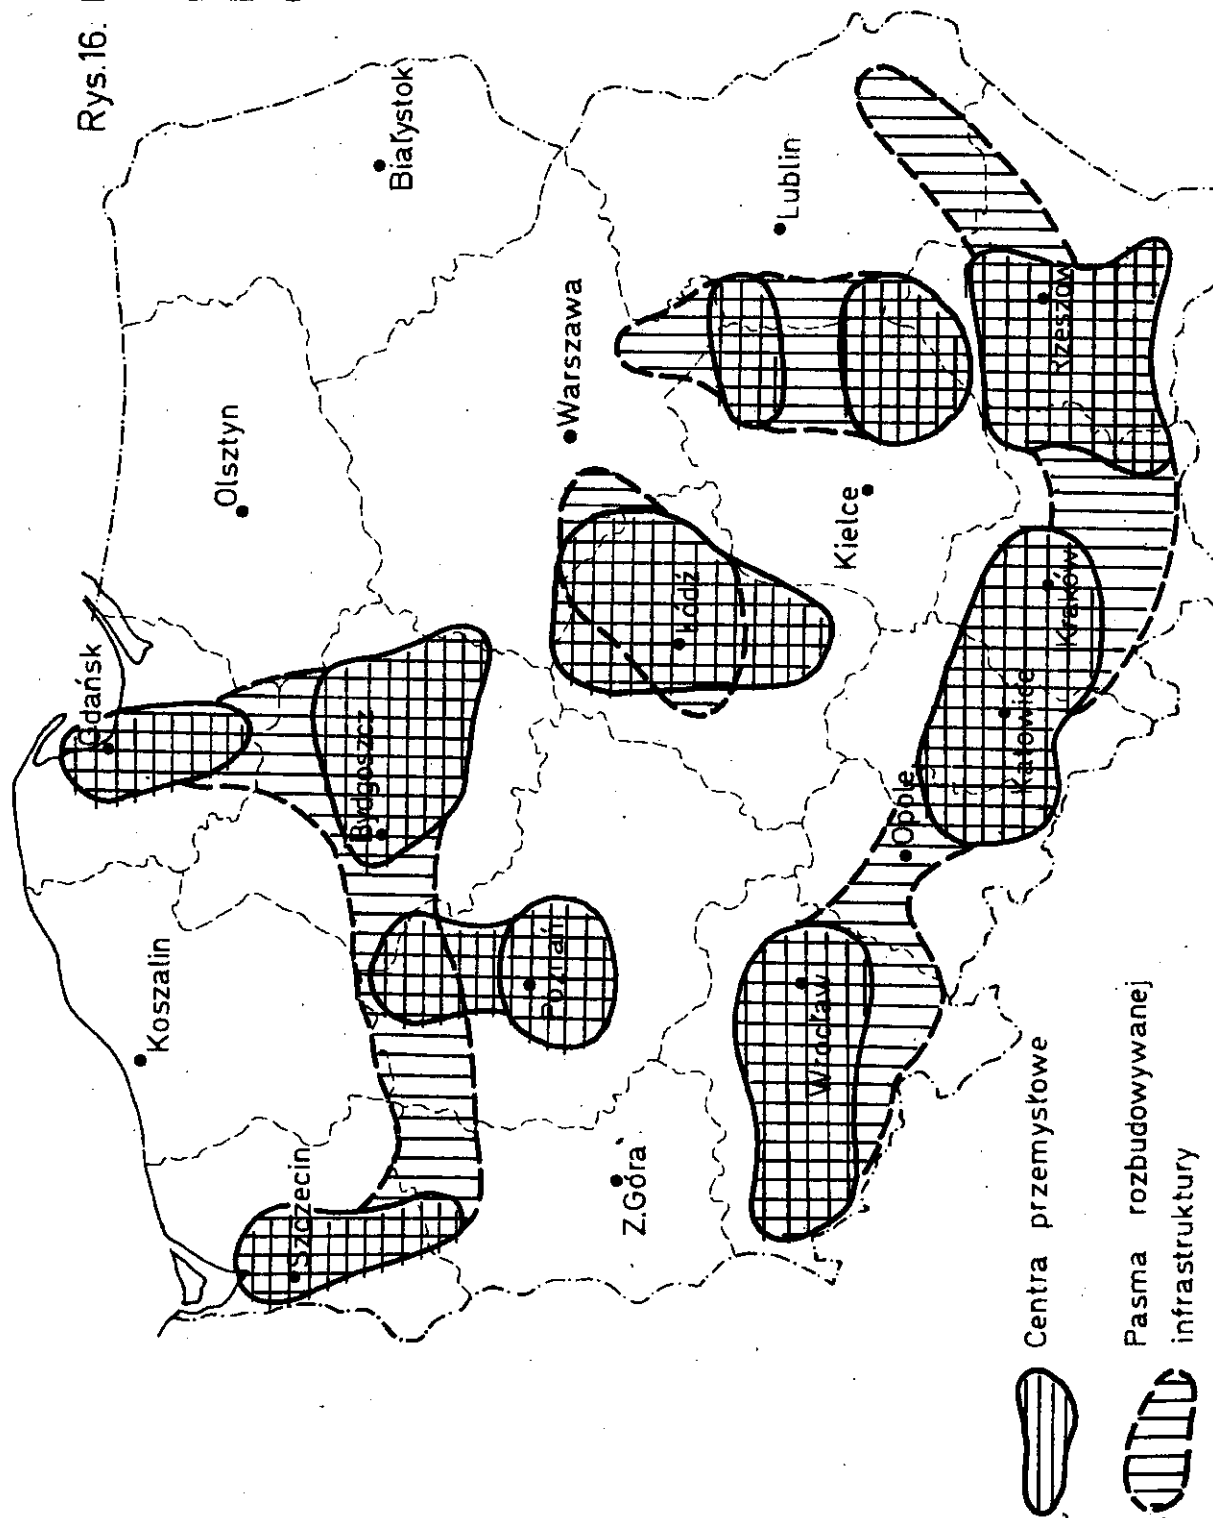 Rys.16.
Gdańsk
Koszalin
Olsztyn
Białystok
Szczecin
Bydgoszcz
Poznań
Warszawa
Z.Góra
Łódź
Lublin
Wrocław
Kielce
Opole
Katowice
Kraków
Rzeszów
Centra przemysłowe
Pasma rozbudowywanej
infrastruktury